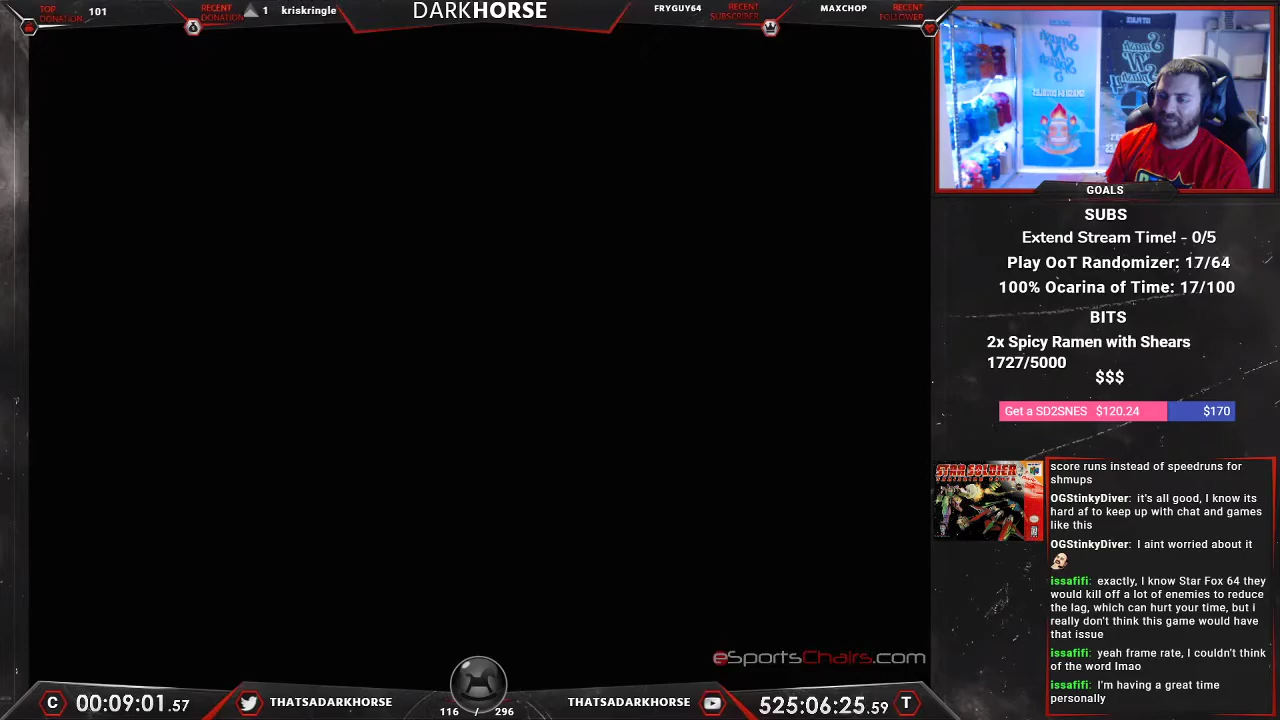 TOP
DONATION
101
RECENT
DONATION
1
kriskringle
DARKHORSE
FRYGUY64
RECENT
SUBSCRIBER
MAXCHOP
RECENT
FOLLOWER
GOALS
SUBS
Extend Stream Time! - 0/5
Play OoT Randomizer: 17/64
100% Ocarina of Time: 17/100
BITS
2x Spicy Ramen with Shears
1727/5000
$$$
Get a SD2SNES $120.24 $170
STAR SOLDIER
score runs instead of speedruns for
shmups
OGStinkyDiver: it's all good, I know its
hard af to keep up with chat and games
like this
OGStinkyDiver: I aint worried about it
issafifi: exactly, I know Star Fox 64 they
would kill off a lot of enemies to reduce
the lag, which can hurt your time, but i
really don't think this game would have
that issue
issafifi: yeah frame rate, I couldn't think
of the word lmao
issafifi: I'm having a great time
personally
eSportsChairs.com
C 00:09:01.57
THATSADARKHORSE
116 / 296
THATSADARKHORSE
525:06:25.59 T